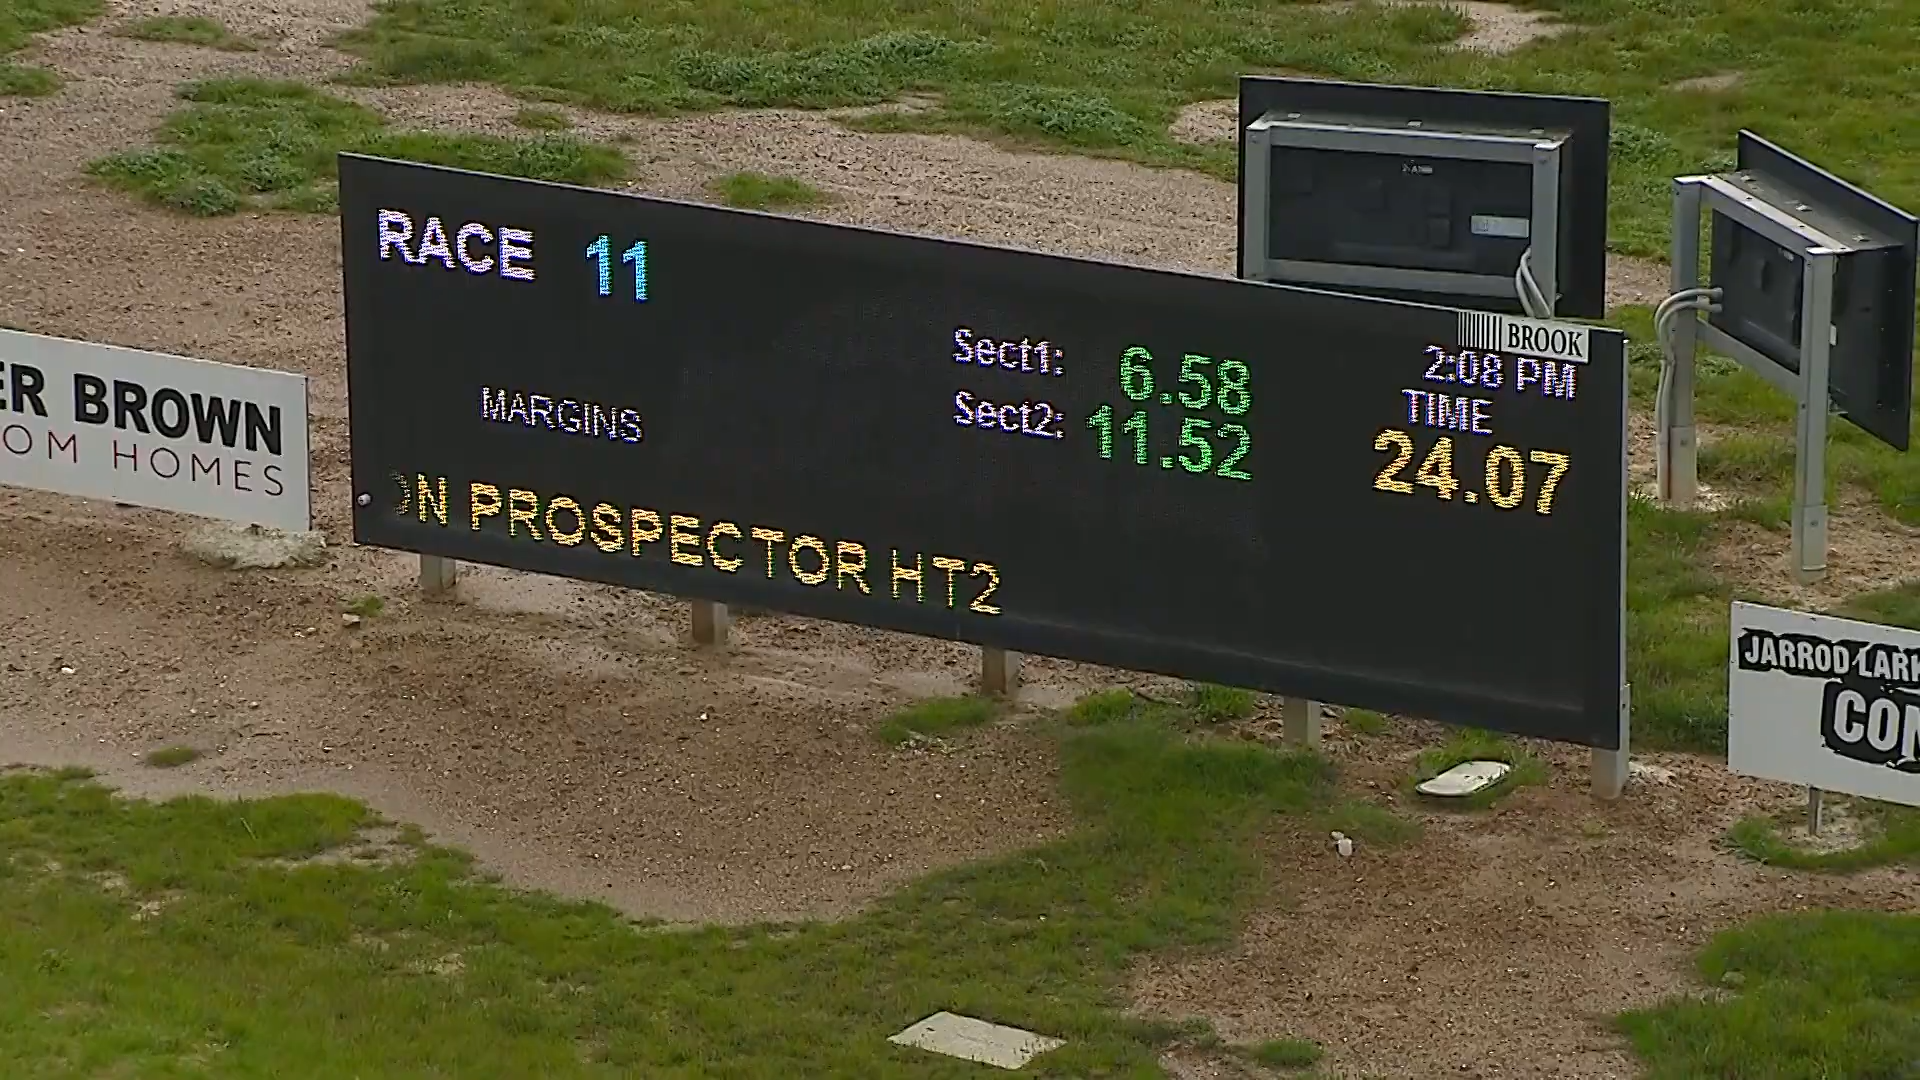 RACE 11
BROOK
Sect1: 6.58
2:08 PM
MARGINS
Sect2: 11.52
TIME
24.07
N PROSPECTOR HT2
ER BROWN
OM HOMES
JARROD LARK
CON